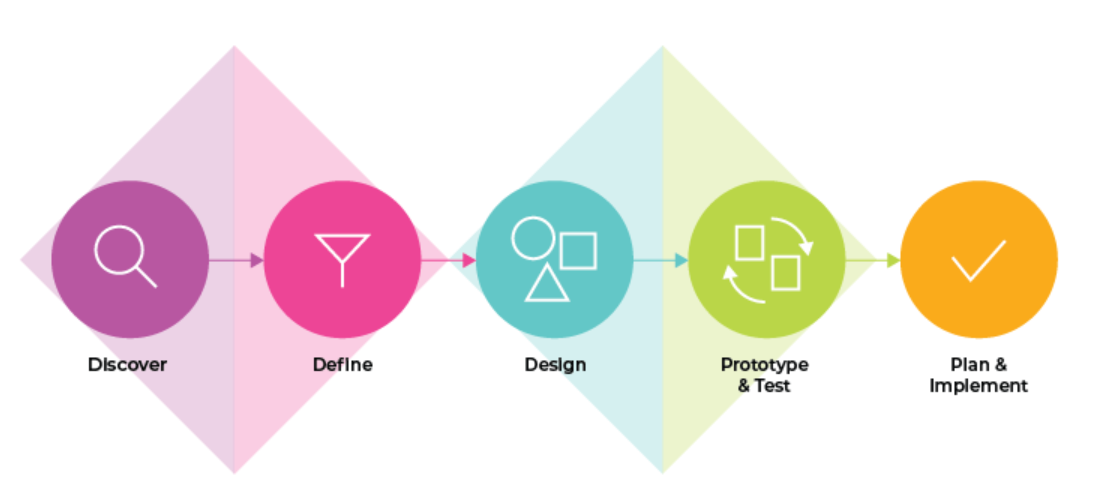 Discover
Define
Design
Prototype
& Test
Plan &
Implement